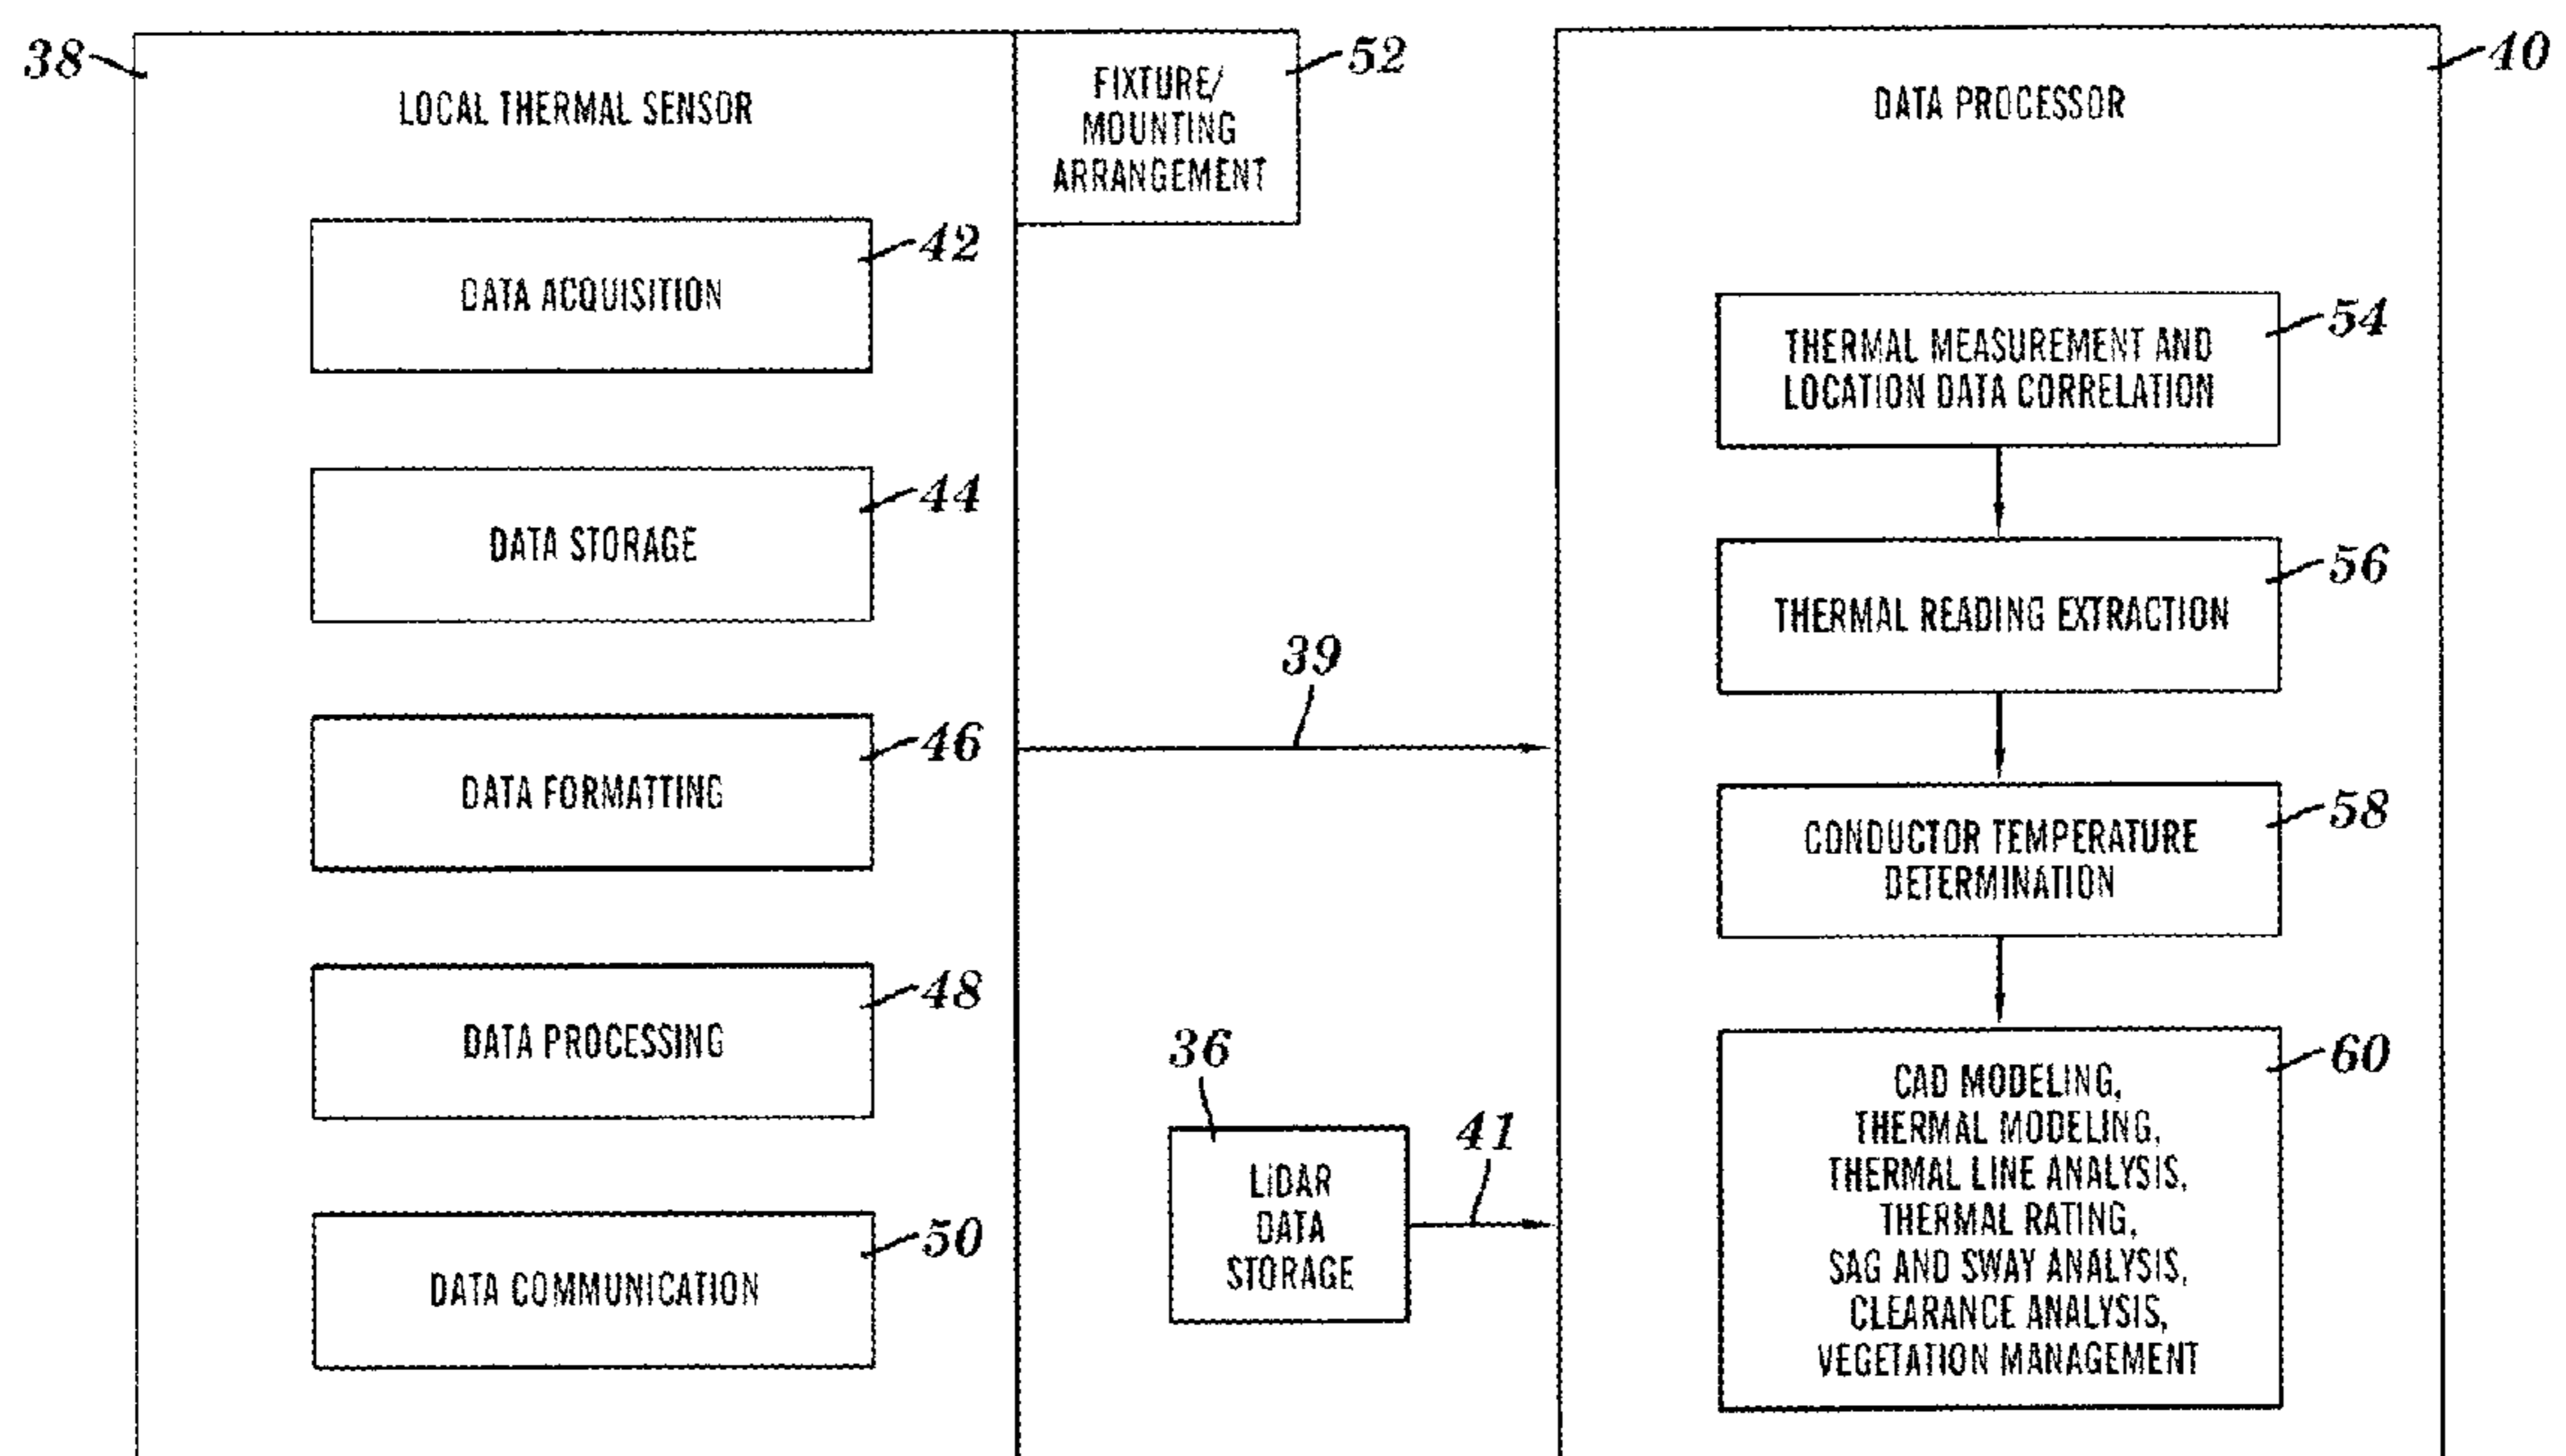 38
LOCAL THERMAL SENSOR
FIXTURE/
MOUNTING
ARRANGEMENT
52
DATA PROCESSOR
40
DATA ACQUISITION
42
DATA STORAGE
44
DATA FORMATTING
46
DATA PROCESSING
48
DATA COMMUNICATION
50
39
36
LiDAR
DATA
STORAGE
41
THERMAL MEASUREMENT AND
LOCATION DATA CORRELATION
54
THERMAL READING EXTRACTION
56
CONDUCTOR TEMPERATURE
DETERMINATION
58
CAD MODELING,
THERMAL MODELING,
THERMAL LINE ANALYSIS,
THERMAL RATING,
SAG AND SWAY ANALYSIS,
CLEARANCE ANALYSIS,
VEGETATION MANAGEMENT
60